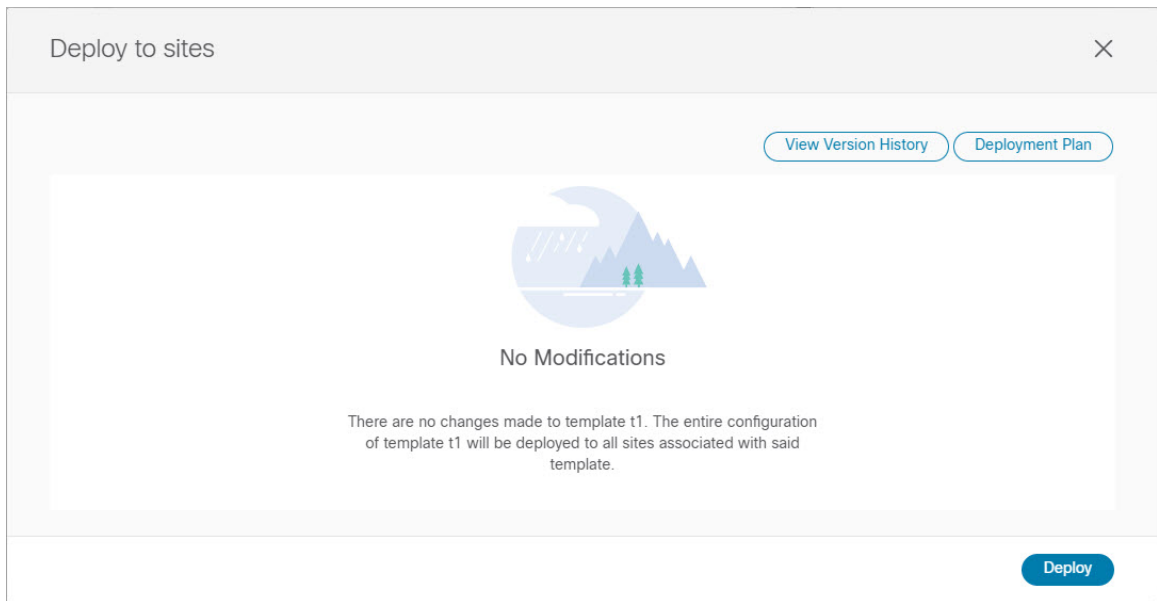 Deploy to sites
View Version History
Deployment Plan
No Modifications
There are no changes made to template t1. The entire configuration
of template t1 will be deployed to all sites associated with said
template.
Deploy